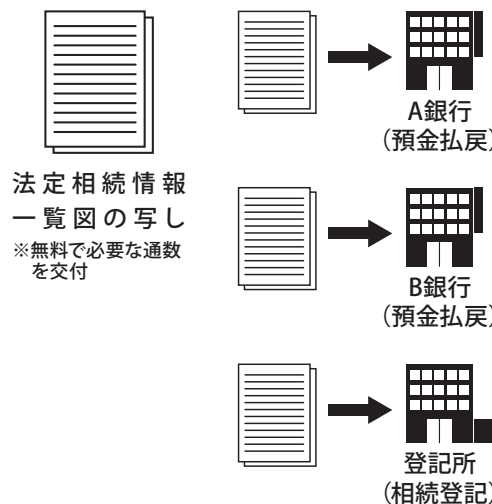 法定相続情報
一覧図の写し
※無料で必要な通数
を交付
A銀行
(預金払戻)
B銀行
(預金払戻)
登記所
(相続登記)